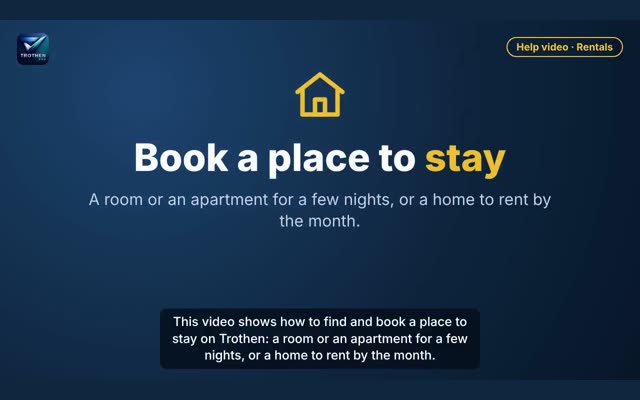 TROTHEN
Help video · Rentals
Book a place to stay
A room or an apartment for a few nights, or a home to rent by
the month.
This video shows how to find and book a place to
stay on Trothen: a room or an apartment for a few
nights, or a home to rent by the month.